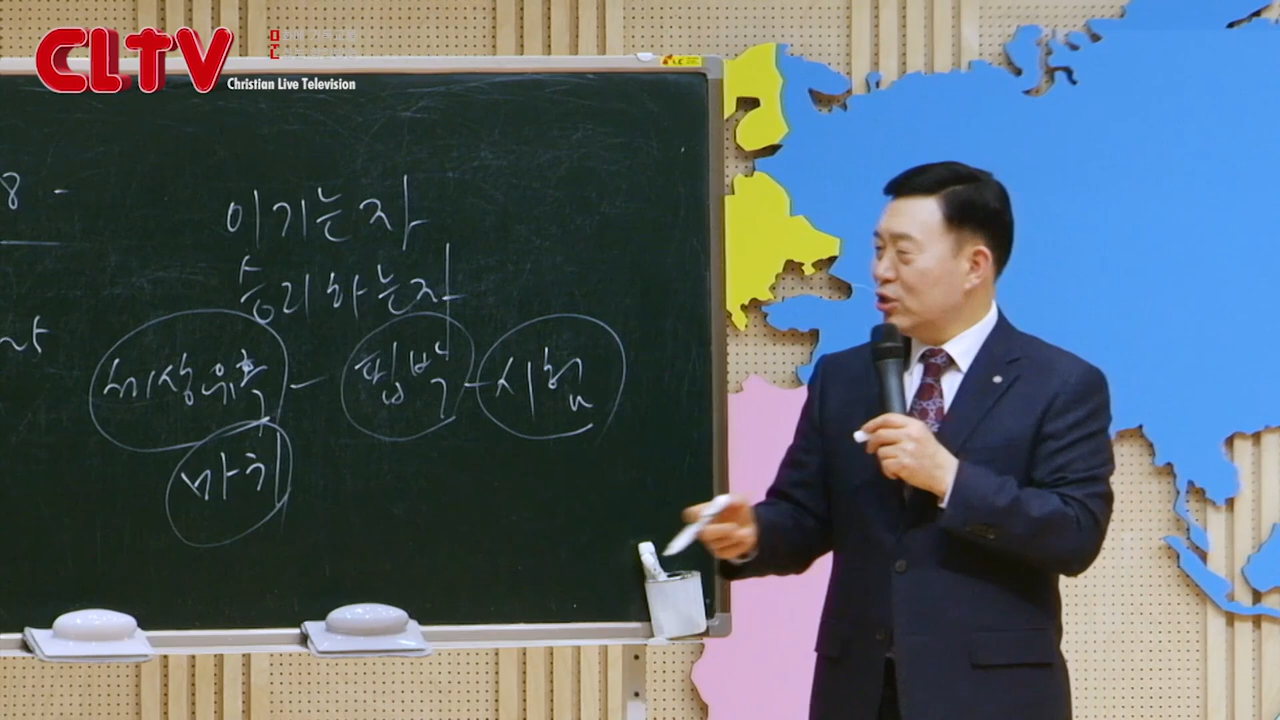 CLTV
Christian Live Television
8 -
이기는 자
승리하는 자
세상유혹 - 핍박 - 시험
마귀